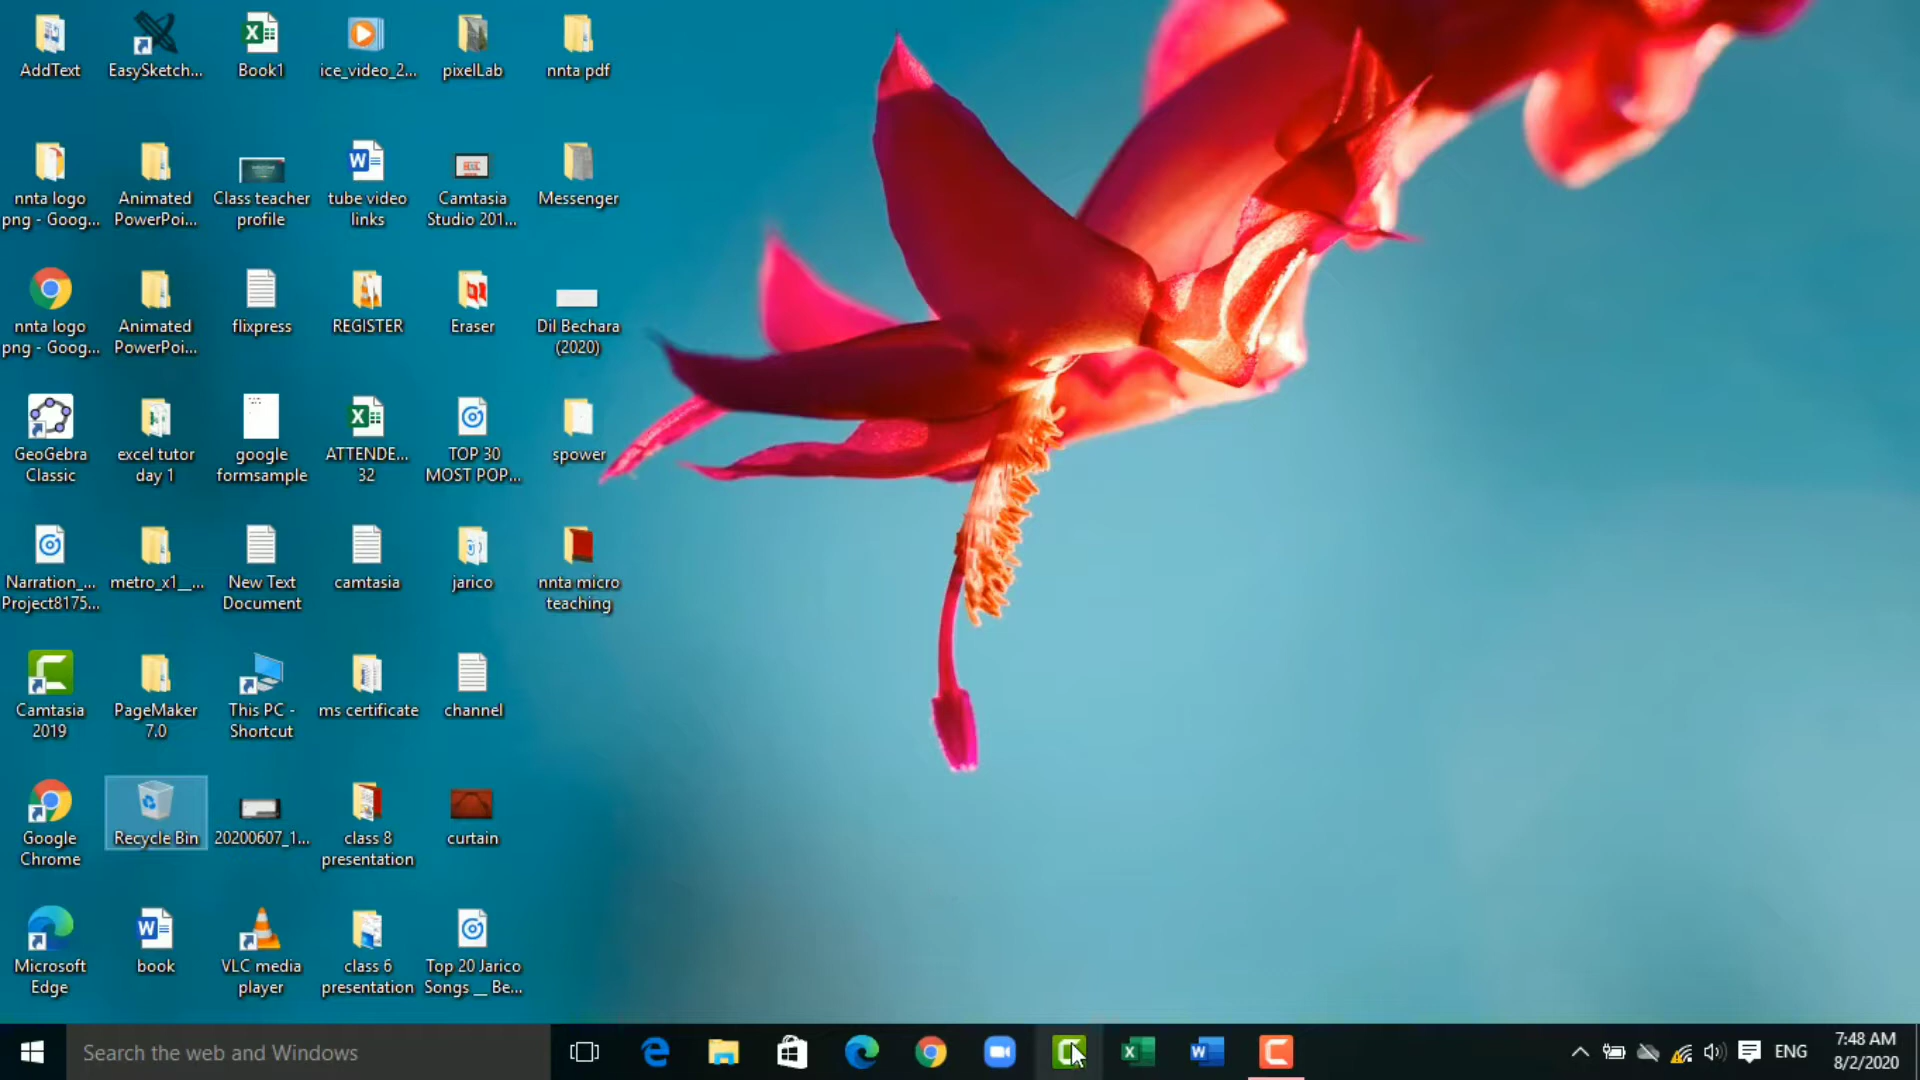 AddText
EasySketch...
Book1
ice_video_2...
pixelLab
nnta pdf
nnta logo
png - Goog...
Animated
PowerPoi...
Class teacher
profile
tube video
links
Camtasia
Studio 201...
Messenger
nnta logo
png - Goog...
Animated
PowerPoi...
flixpress
REGISTER
Eraser
Dil Bechara
(2020)
GeoGebra
Classic
excel tutor
day 1
google
formsample
ATTENDE...
32
TOP 30
MOST POP...
spower
Narration_...
Project8175...
metro_x1__...
New Text
Document
camtasia
jarico
nnta micro
teaching
Camtasia
2019
PageMaker
7.0
This PC -
Shortcut
ms certificate
channel
Google
Chrome
Recycle Bin
20200607_1...
class 8
presentation
curtain
Microsoft
Edge
book
VLC media
player
class 6
presentation
Top 20 Jarico
Songs __ Be...
Search the web and Windows
ENG
7:48 AM
8/2/2020